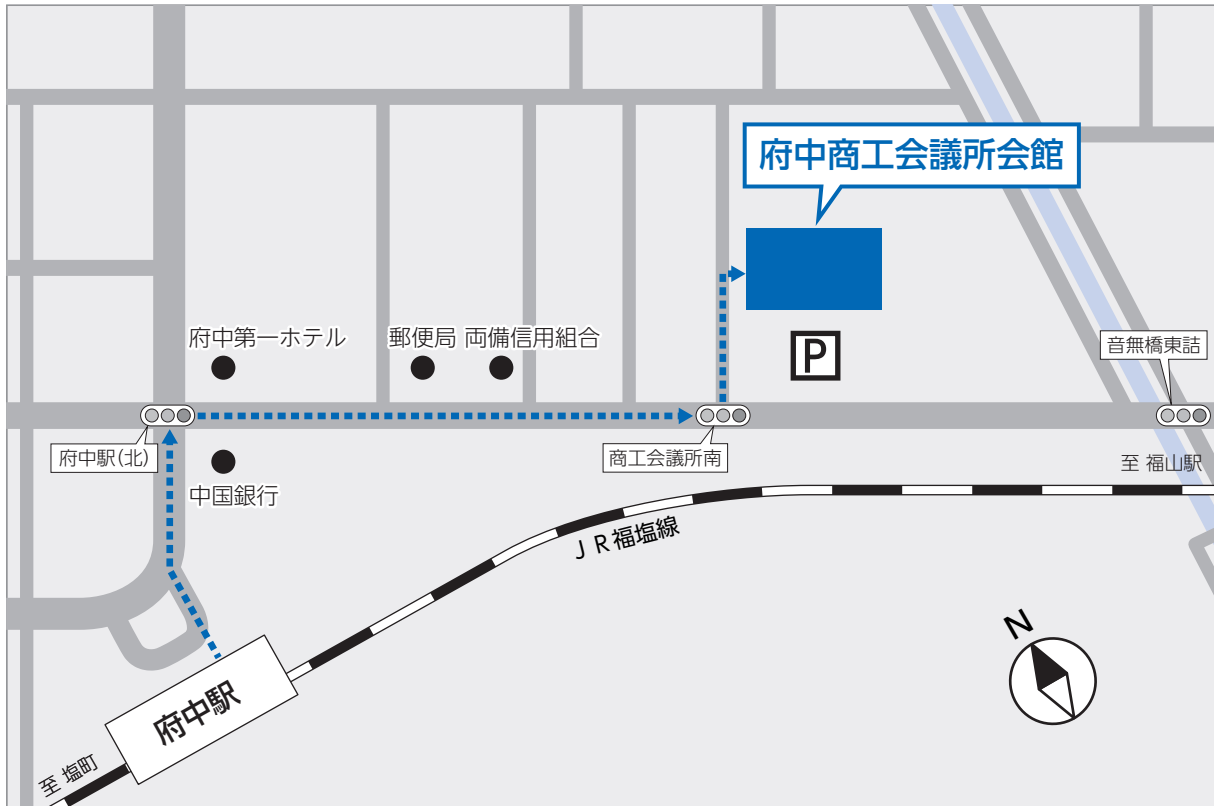 府中商工会議所会館
府中第一ホテル
郵便局
両備信用組合
P
音無橋東詰
府中駅(北)
商工会議所南
至 福山駅
中国銀行
JR福塩線
N
府中駅
至 塩町